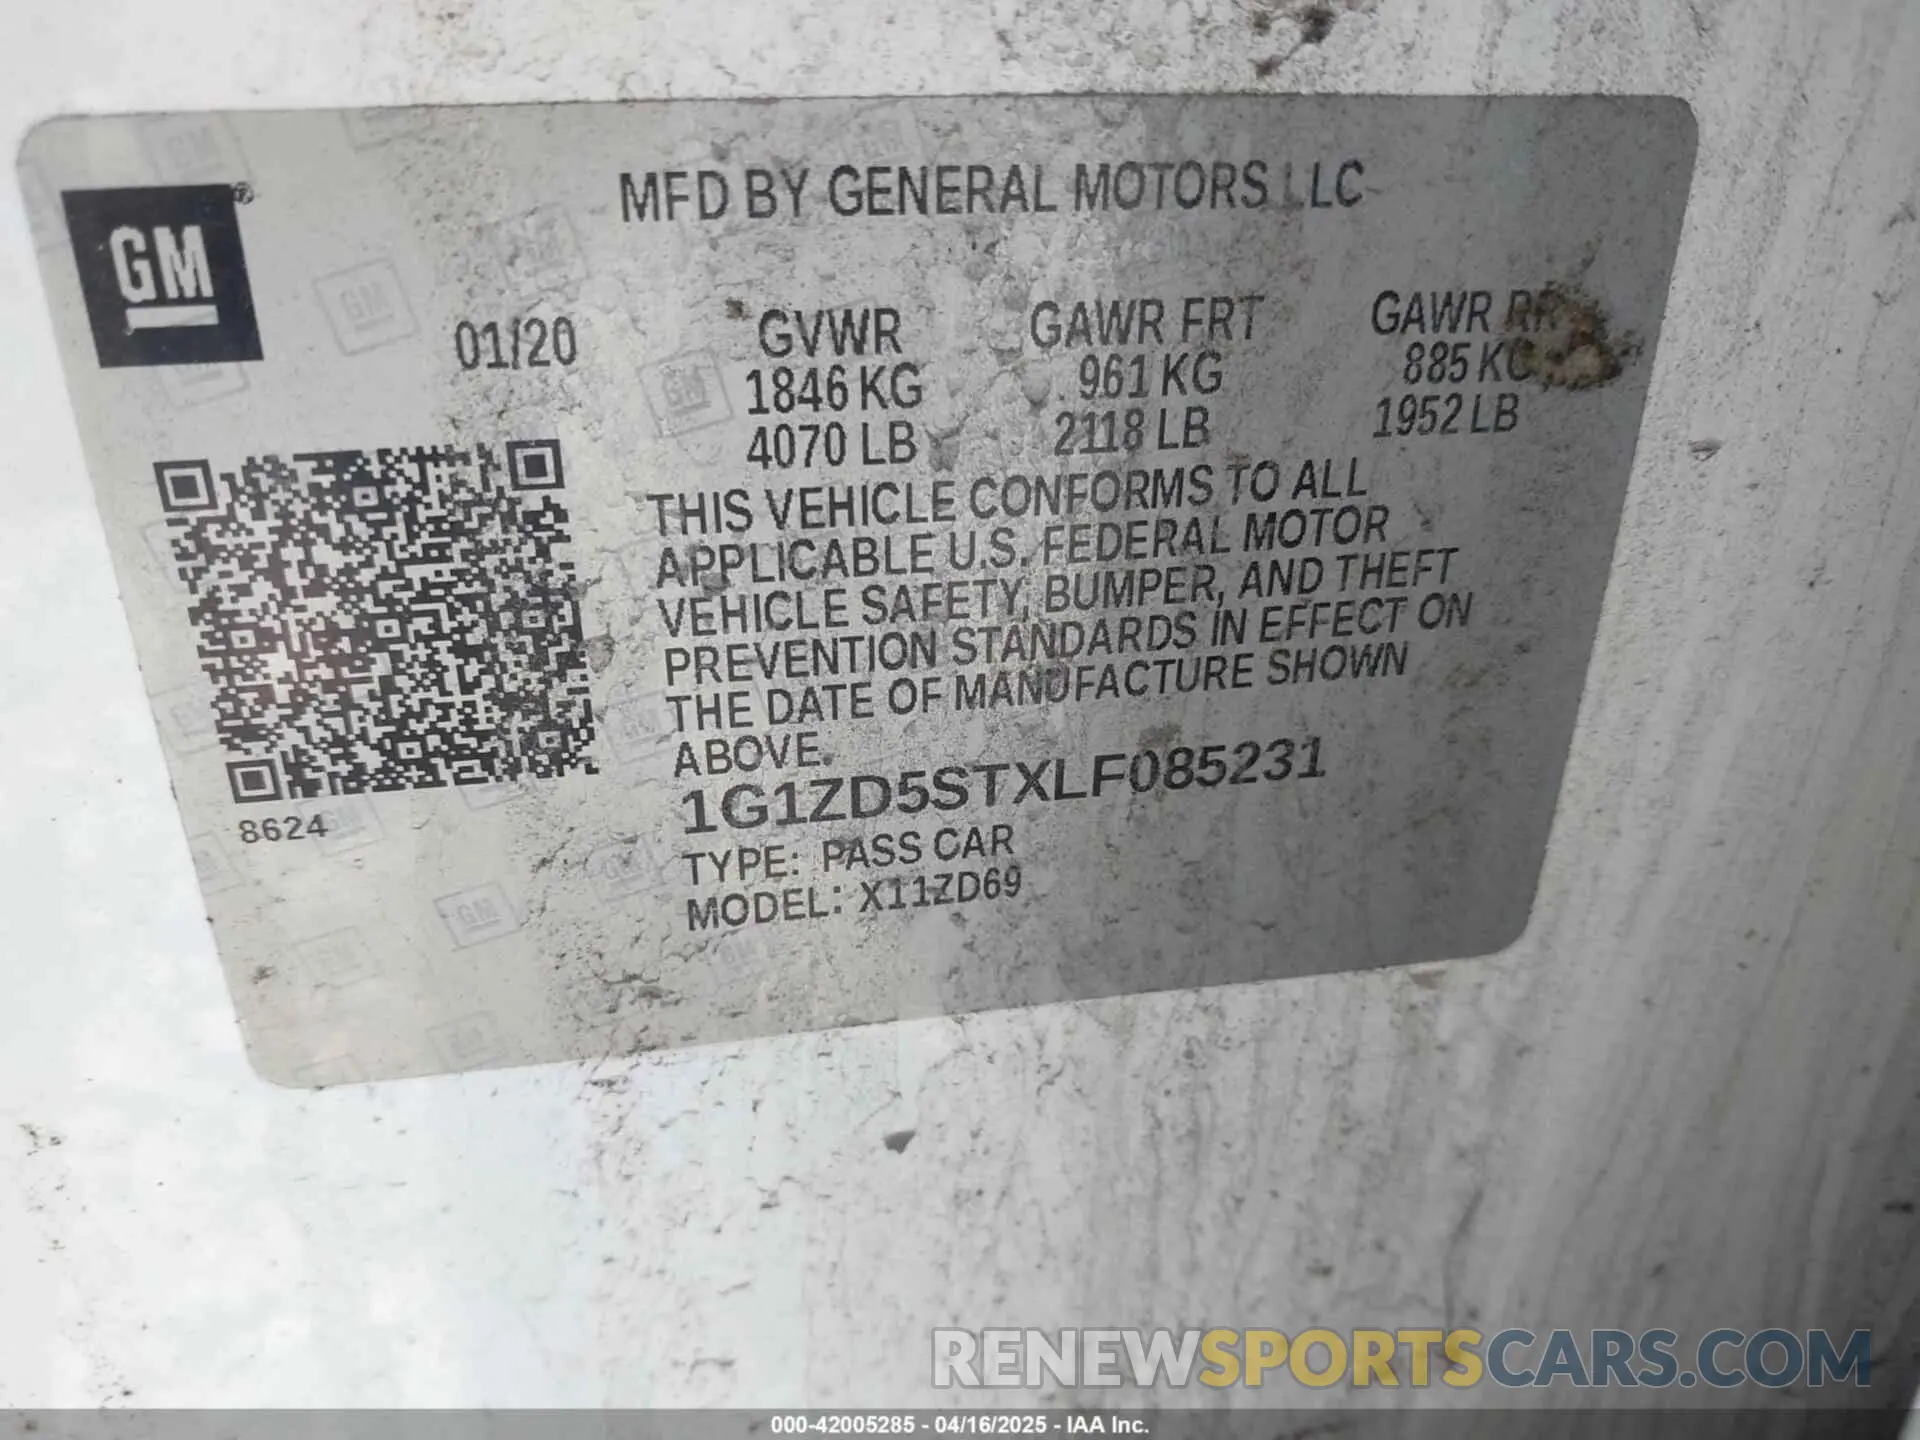 MFD BY GENERAL MOTORS LLC
GM ®
01/20
GVWR GAWR FRT GAWR RR
1846 KG 961 KG 885 KG
4070 LB 2118 LB 1952 LB
THIS VEHICLE CONFORMS TO ALL
APPLICABLE U.S. FEDERAL MOTOR
VEHICLE SAFETY, BUMPER, AND THEFT
PREVENTION STANDARDS IN EFFECT ON
THE DATE OF MANUFACTURE SHOWN
ABOVE.
1G1ZD5STXLF085231
8624
TYPE: PASS CAR
MODEL: X11ZD69
RENEWSPORTSCARS.COM
000-42005285 - 04/16/2025 - IAA Inc.